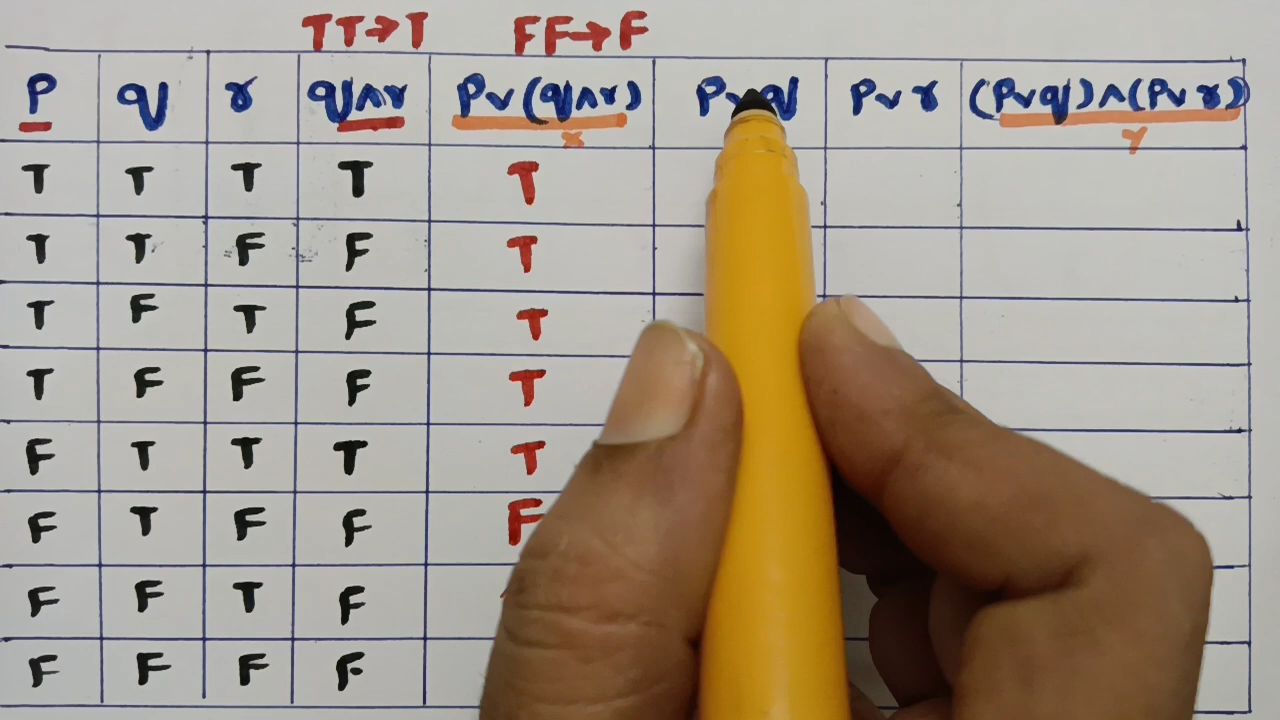 TT→T FF→F
P q r q∧r P∨(q∧r) P∨q P∨r (P∨q)∧(P∨r)
x y
T T T T T
T T F F T
T F T F T
T F F F T
F T T T T
F T F F F
F F T F
F F F F